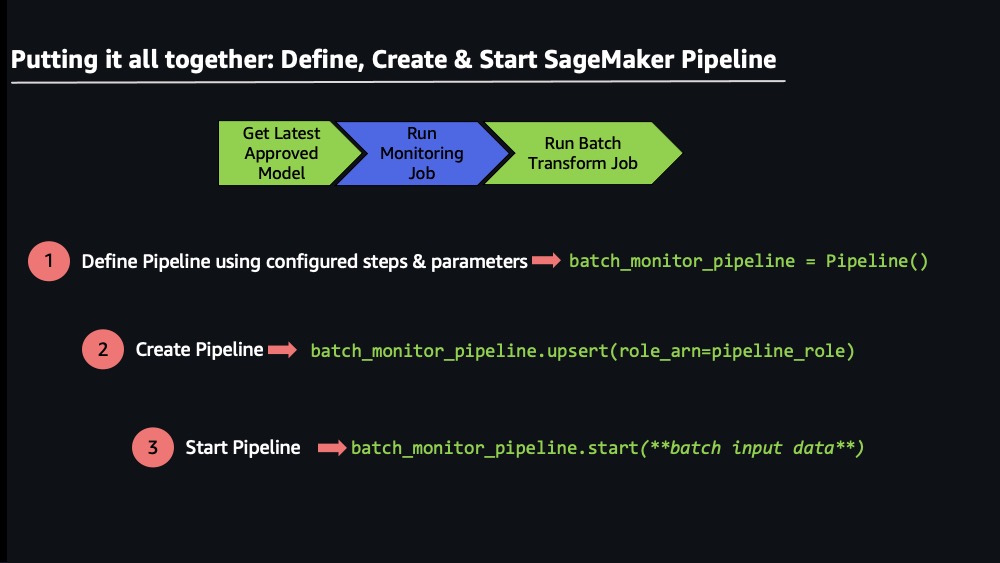 Putting it all together: Define, Create & Start SageMaker Pipeline
Get Latest
Approved
Model
Run
Monitoring
Job
Run Batch
Transform Job
1 Define Pipeline using configured steps & parameters batch_monitor_pipeline = Pipeline()
2 Create Pipeline batch_monitor_pipeline.upsert(role_arn=pipeline_role)
3 Start Pipeline batch_monitor_pipeline.start(**batch input data**)